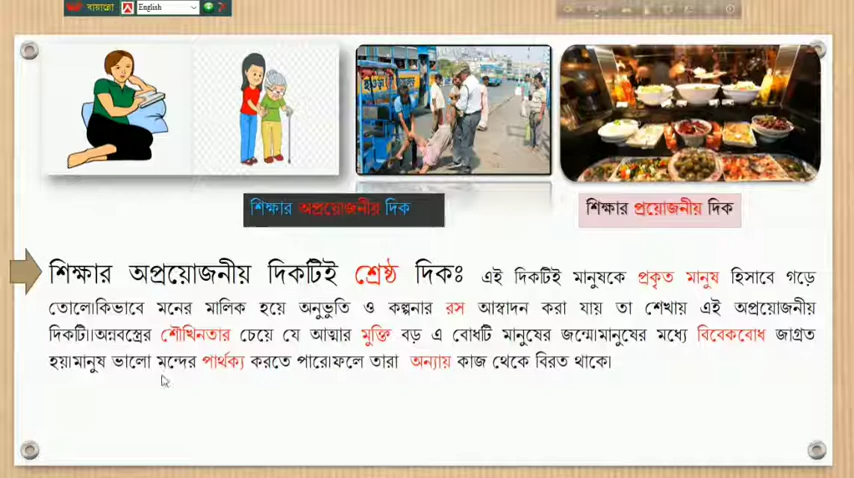 বায়ান্নো English
শিক্ষার অপ্রয়োজনীয় দিক
শিক্ষার প্রয়োজনীয় দিক
শিক্ষার অপ্রয়োজনীয় দিকটিই শ্রেষ্ঠ দিকঃ এই দিকটিই মানুষকে প্রকৃত মানুষ হিসাবে গড়ে
তোলে।কিভাবে মনের মালিক হয়ে অনুভূতি ও কল্পনার রস আস্বাদন করা যায় তা শেখায় এই অপ্রয়োজনীয়
দিকটি।।অন্নবস্ত্রের শৌখিনতার চেয়ে যে আত্মার মুক্তি বড় এ বোধটি মানুষের জন্মে।মানুষের মধ্যে বিবেকবোধ জাগ্রত
হয়।মানুষ ভালো মন্দের পার্থক্য করতে পারে।ফলে তারা অন্যায় কাজ থেকে বিরত থাকে।